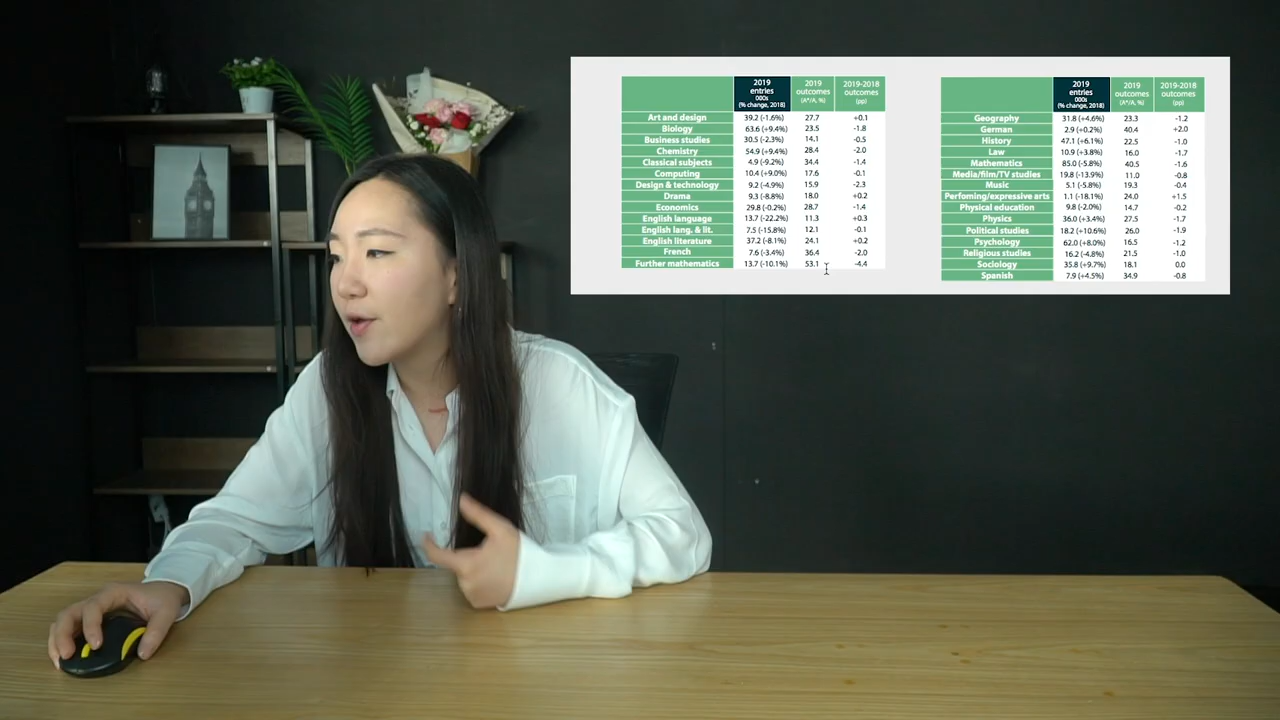 2019 entries 000s (% change, 2018) 2019 outcomes (A*/A, %) 2019-2018 outcomes (pp)
Art and design 39.2 (-1.6%) 27.7 +0.1
Biology 63.6 (+9.4%) 23.5 -1.8
Business studies 30.5 (-2.3%) 14.1 -0.5
Chemistry 54.9 (+9.4%) 28.4 -2.0
Classical subjects 4.9 (-9.2%) 34.4 -1.4
Computing 10.4 (+9.0%) 17.6 -0.1
Design & technology 9.2 (-4.9%) 15.9 -2.3
Drama 9.3 (-8.8%) 18.0 +0.2
Economics 29.8 (-0.2%) 28.7 -1.4
English language 13.7 (-22.2%) 11.3 +0.3
English lang. & lit. 7.5 (-15.8%) 12.1 -0.1
English literature 37.2 (-8.1%) 24.1 +0.2
French 7.6 (-3.4%) 36.4 -2.0
Further mathematics 13.7 (-10.1%) 53.1 -4.4
2019 entries 000s (% change, 2018) 2019 outcomes (A*/A, %) 2019-2018 outcomes (pp)
Geography 31.8 (+4.6%) 23.3 -1.2
German 2.9 (+0.2%) 40.4 +2.0
History 47.1 (+6.1%) 22.5 -1.0
Law 10.9 (+3.8%) 16.0 -1.7
Mathematics 85.0 (-5.8%) 40.5 -1.6
Media/film/TV studies 19.8 (-13.9%) 11.0 -0.8
Music 5.1 (-5.8%) 19.3 -0.4
Perfoming/expressive arts 1.1 (-18.1%) 24.0 +1.5
Physical education 9.8 (-2.0%) 14.7 -0.2
Physics 36.0 (+3.4%) 27.5 -1.7
Political studies 18.2 (+10.6%) 26.0 -1.9
Psychology 62.0 (+8.0%) 16.5 -1.2
Religious studies 16.2 (-4.8%) 21.5 -1.0
Sociology 35.8 (+9.7%) 18.1 0.0
Spanish 7.9 (+4.5%) 34.9 -0.8